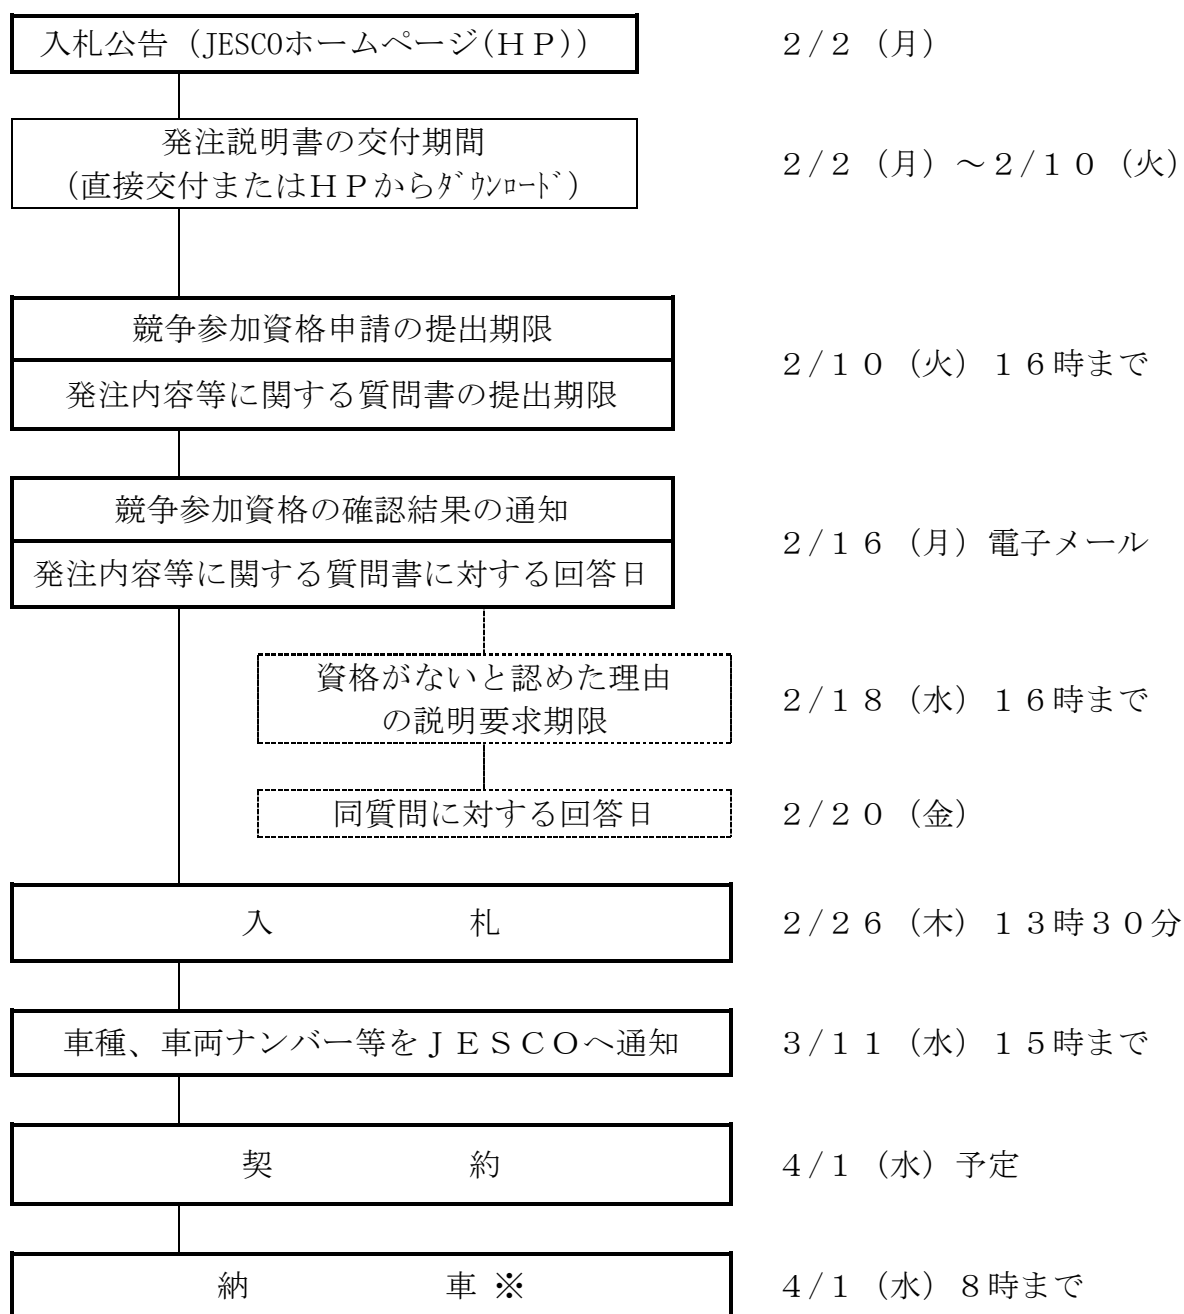 入札公告（JESCOホームページ(ＨＰ)）　２/２（月）
発注説明書の交付期間
（直接交付またはＨＰからﾀﾞｳﾝﾛｰﾄﾞ）　２/２（月）～２/１０（火）
競争参加資格申請の提出期限
発注内容等に関する質問書の提出期限
２/１０（火）１６時まで
競争参加資格の確認結果の通知
発注内容等に関する質問書に対する回答日
２/１６（月）電子メール
資格がないと認めた理由
の説明要求期限
２/１８（水）１６時まで
同質問に対する回答日　２/２０（金）
入　札　２/２６（木）１３時３０分
車種、車両ナンバー等をＪＥＳＣＯへ通知　３/１１（水）１５時まで
契　約　４/１（水）予定
納　車 ※　４/１（水）８時まで